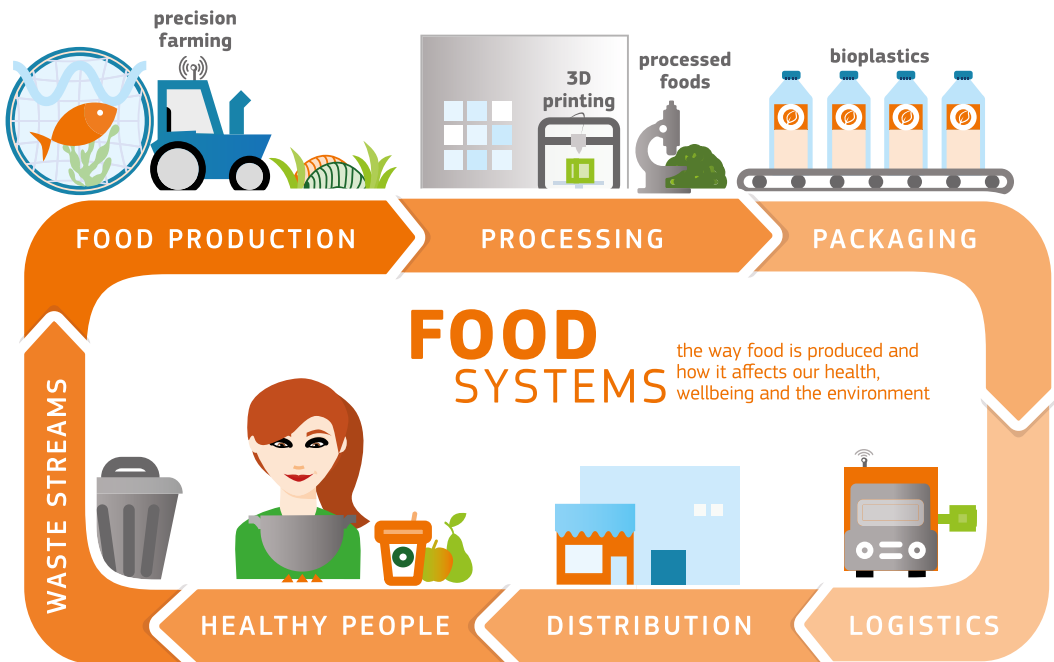 precision
farming
3D
printing
processed
foods
bioplastics
FOOD PRODUCTION
PROCESSING
PACKAGING
FOOD
SYSTEMS
the way food is produced and
how it affects our health,
wellbeing and the environment
WASTE STREAMS
HEALTHY PEOPLE
DISTRIBUTION
LOGISTICS